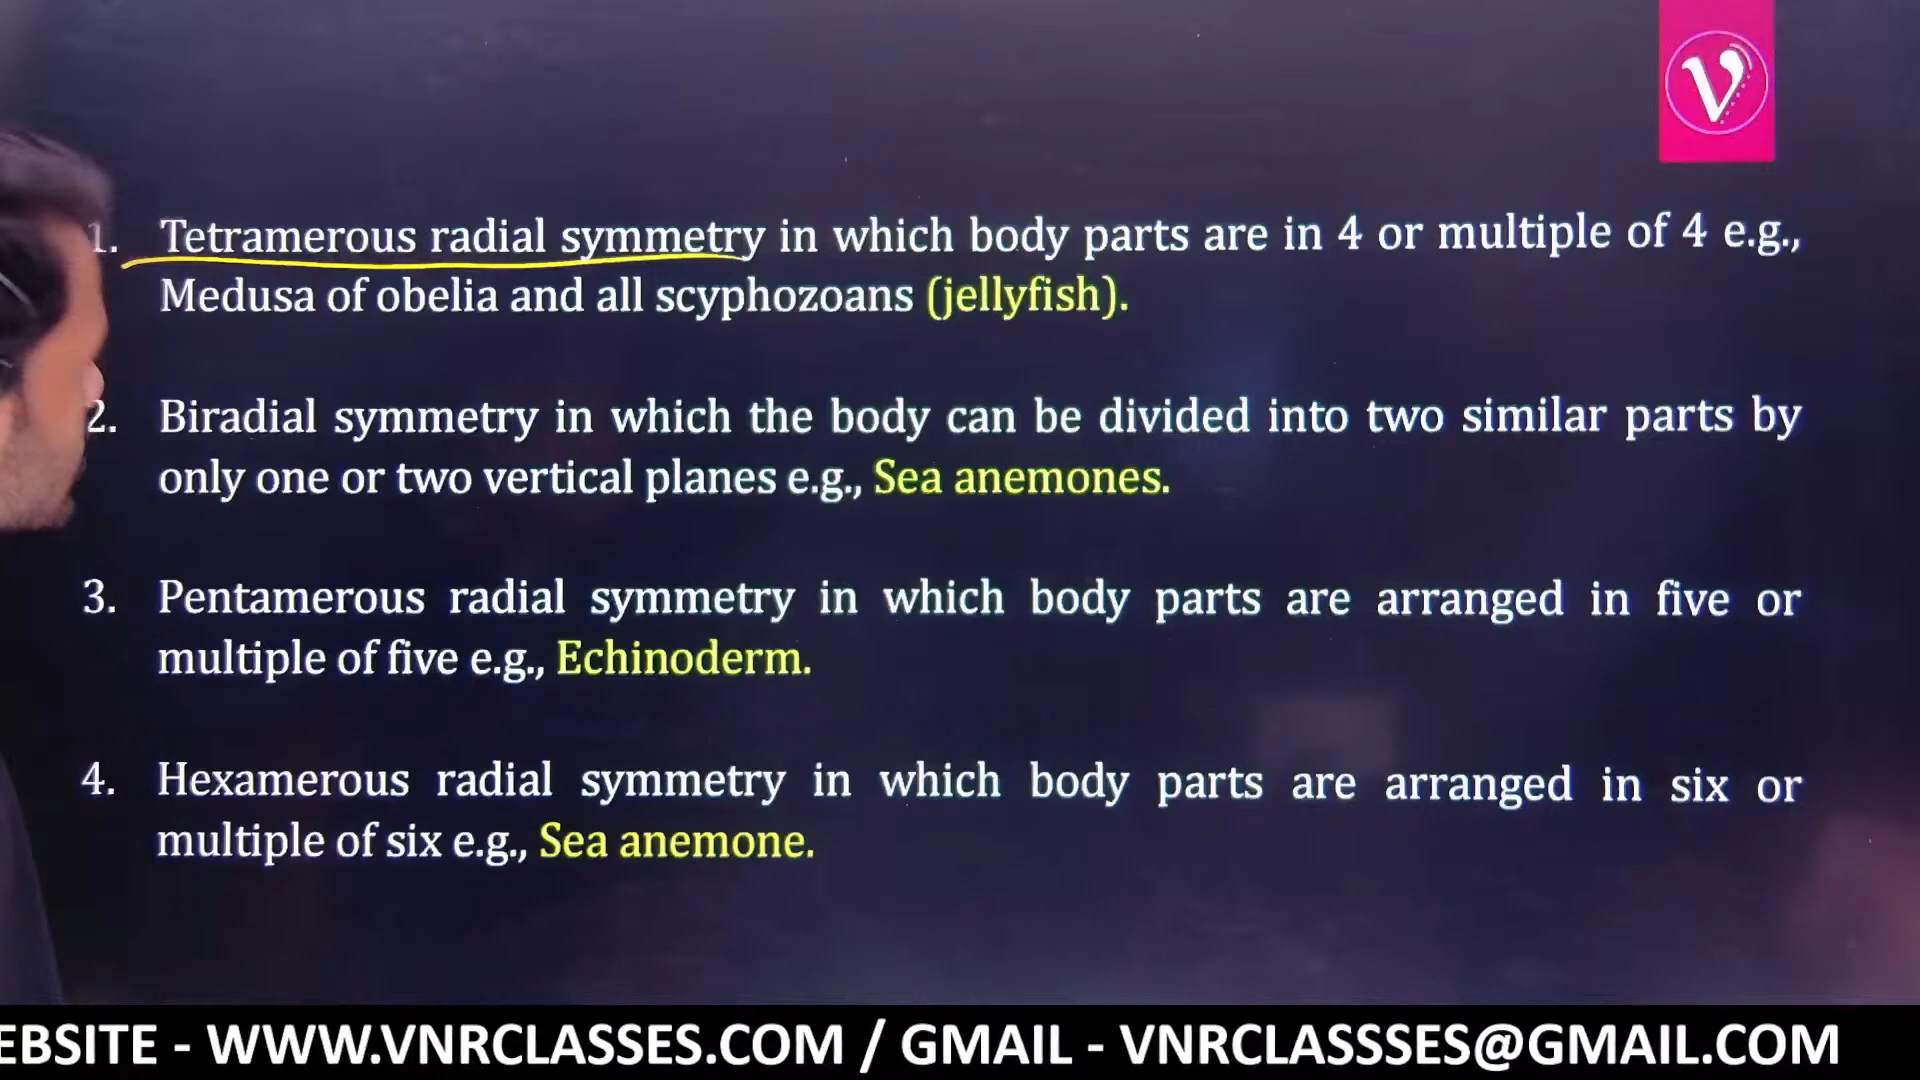 V
1. Tetramerous radial symmetry in which body parts are in 4 or multiple of 4 e.g.,
Medusa of obelia and all scyphozoans (jellyfish).
2. Biradial symmetry in which the body can be divided into two similar parts by
only one or two vertical planes e.g., Sea anemones.
3. Pentamerous radial symmetry in which body parts are arranged in five or
multiple of five e.g., Echinoderm.
4. Hexamerous radial symmetry in which body parts are arranged in six or
multiple of six e.g., Sea anemone.
EBSITE - WWW.VNRCLASSES.COM / GMAIL - VNRCLASSSES@GMAIL.COM